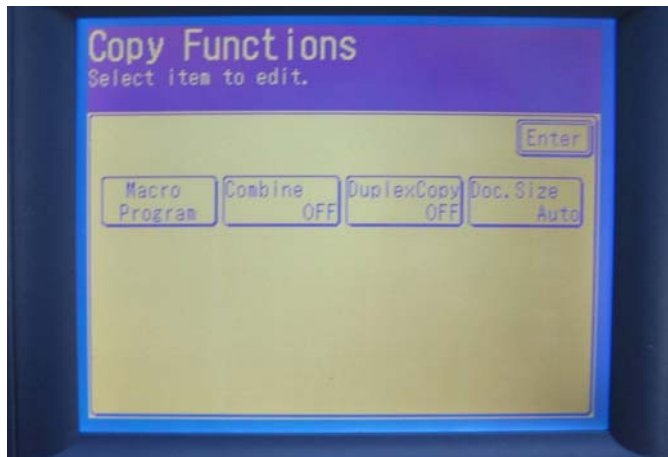 Copy Functions
Select item to edit.
Enter
Macro Program
Combine OFF
DuplexCopy OFF
Doc.Size Auto